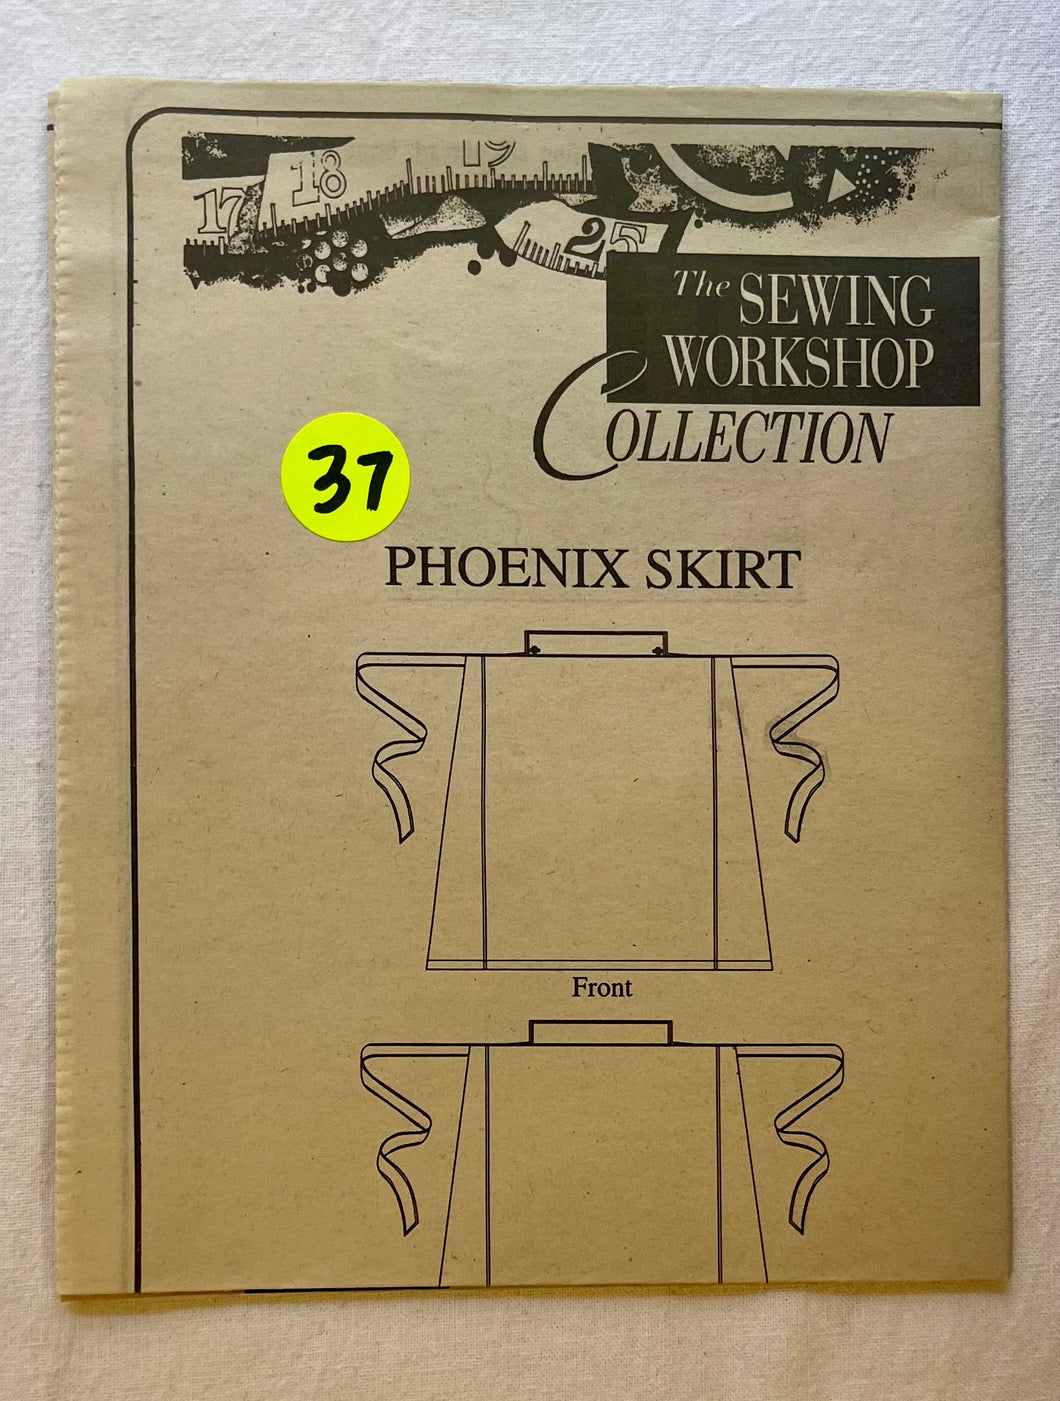 19
18
17
25
The SEWING
WORKSHOP
COLLECTION
37
PHOENIX SKIRT
Front